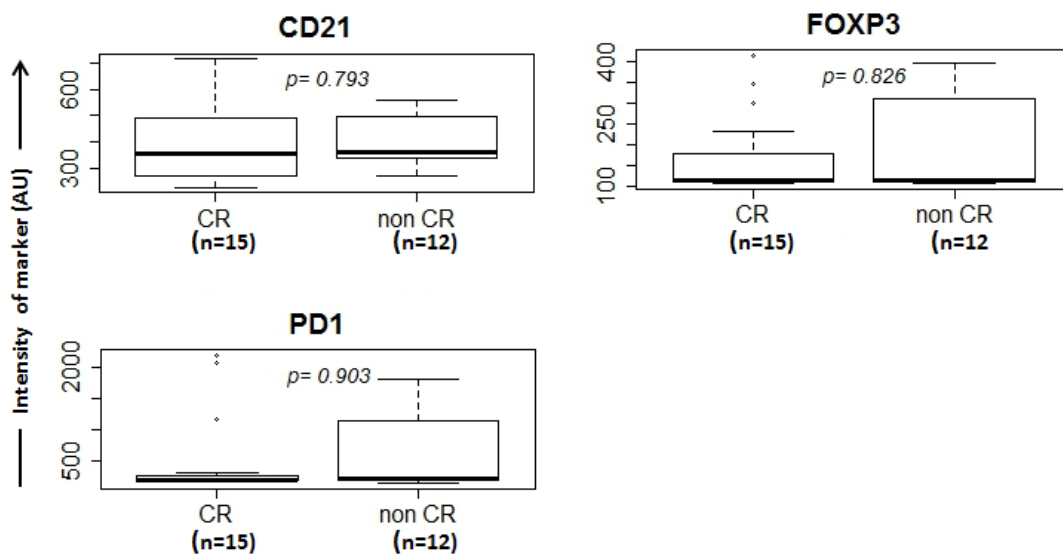 CD21
p= 0.793
600
300
CR
non CR
(n=15)
(n=12)
FOXP3
p= 0.826
400
250
100
CR
non CR
(n=15)
(n=12
PD1
p= 0.903
2000
500
CR
non CR
(n=15)
(n=12)
Intensity of marker (AU)